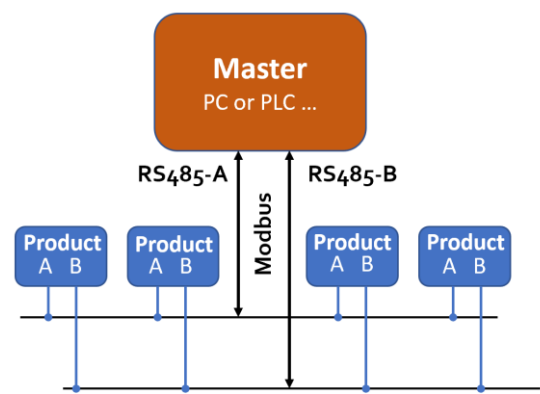 Master
PC or PLC ...
RS485-A
RS485-B
Modbus
Product
A B
Product
A B
Product
A B
Product
A B